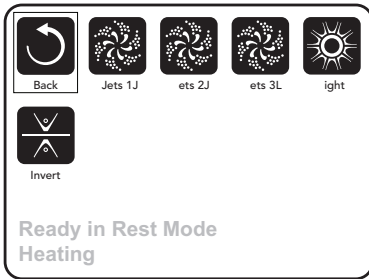 Back Jets 1J ets 2J ets 3L ight
Invert
Ready in Rest Mode
Heating